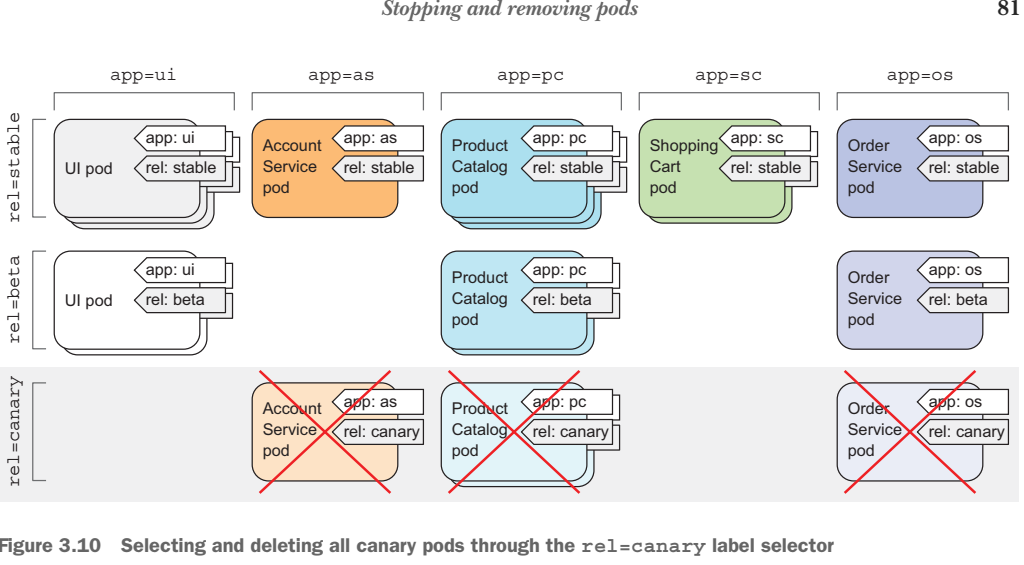 Stopping and removing pods 81
app=ui app=as app=pc app=sc app=os
rel=stable
UI pod
app: ui
rel: stable
Account
Service
pod
app: as
rel: stable
Product
Catalog
pod
app: pc
rel: stable
Shopping
Cart
pod
app: sc
rel: stable
Order
Service
pod
app: os
rel: stable
rel=beta
UI pod
app: ui
rel: beta
Product
Catalog
pod
app: pc
rel: beta
Order
Service
pod
app: os
rel: beta
rel=canary
Account
Service
pod
app: as
rel: canary
Product
Catalog
pod
app: pc
rel: canary
Order
Service
pod
app: os
rel: canary
Figure 3.10 Selecting and deleting all canary pods through the rel=canary label selector